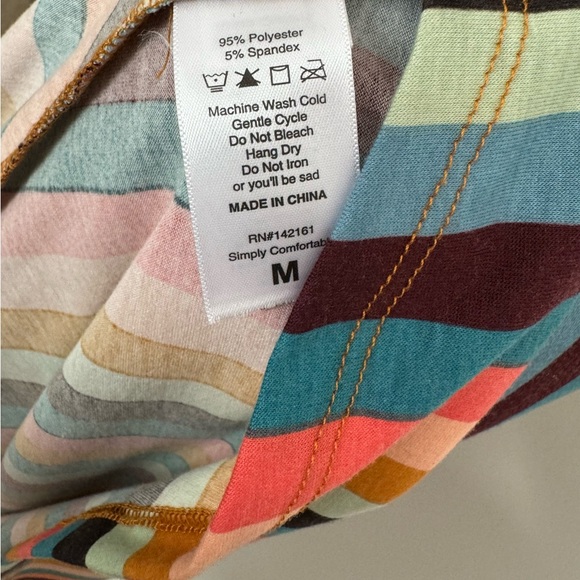 95% Polyester
5% Spandex
Machine Wash Cold
Gentle Cycle
Do Not Bleach
Hang Dry
Do Not Iron
or you'll be sad
MADE IN CHINA
RN#142161
Simply Comfortable
M